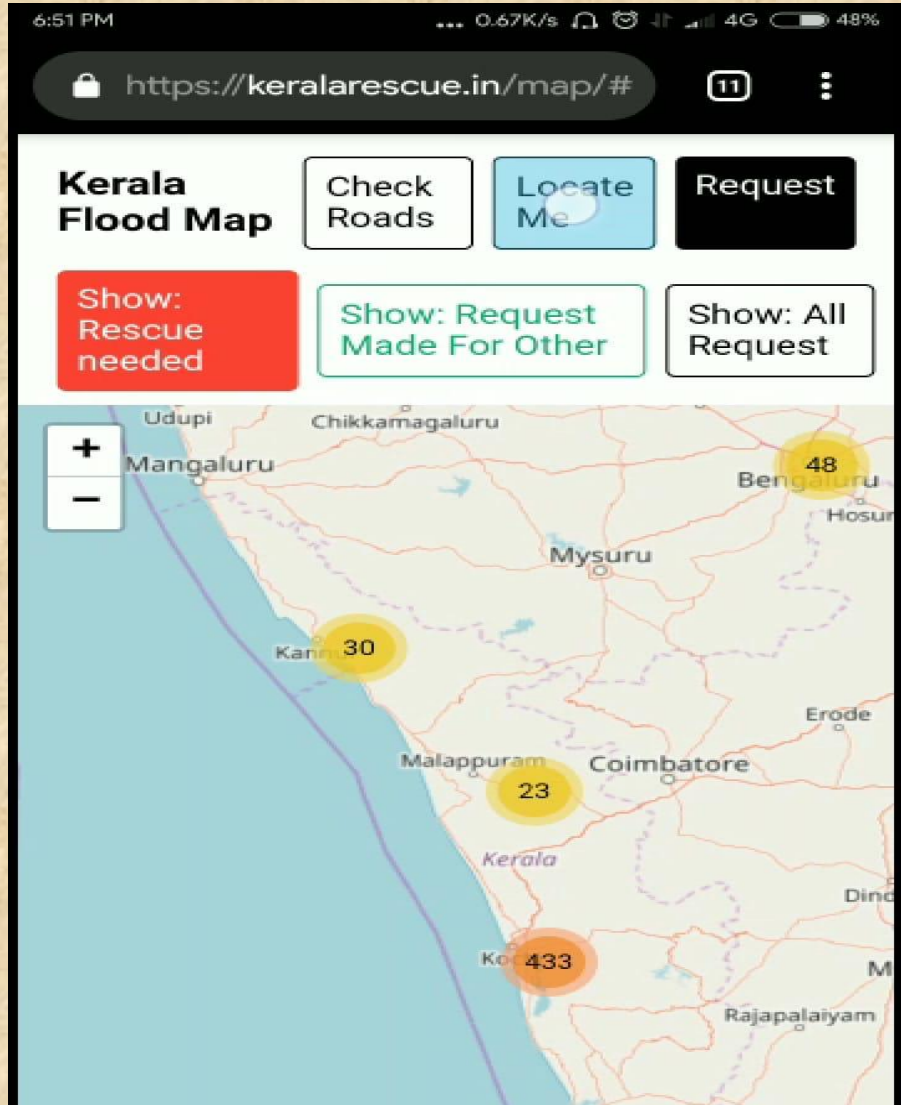 6:51 PM
... 0.67K/s 4G 48%
https://keralarescue.in/map/#
11
Kerala
Flood Map
Check
Roads
Locate
Me
Request
Show:
Rescue
needed
Show: Request
Made For Other
Show: All
Request
+
−
Udupi
Chikkamagaluru
Mangaluru
48
Bengaluru
Hosur
Mysuru
Kannur
30
Erode
Malappuram
Coimbatore
23
Kerala
Dind
433
M
Rajapalaiyam